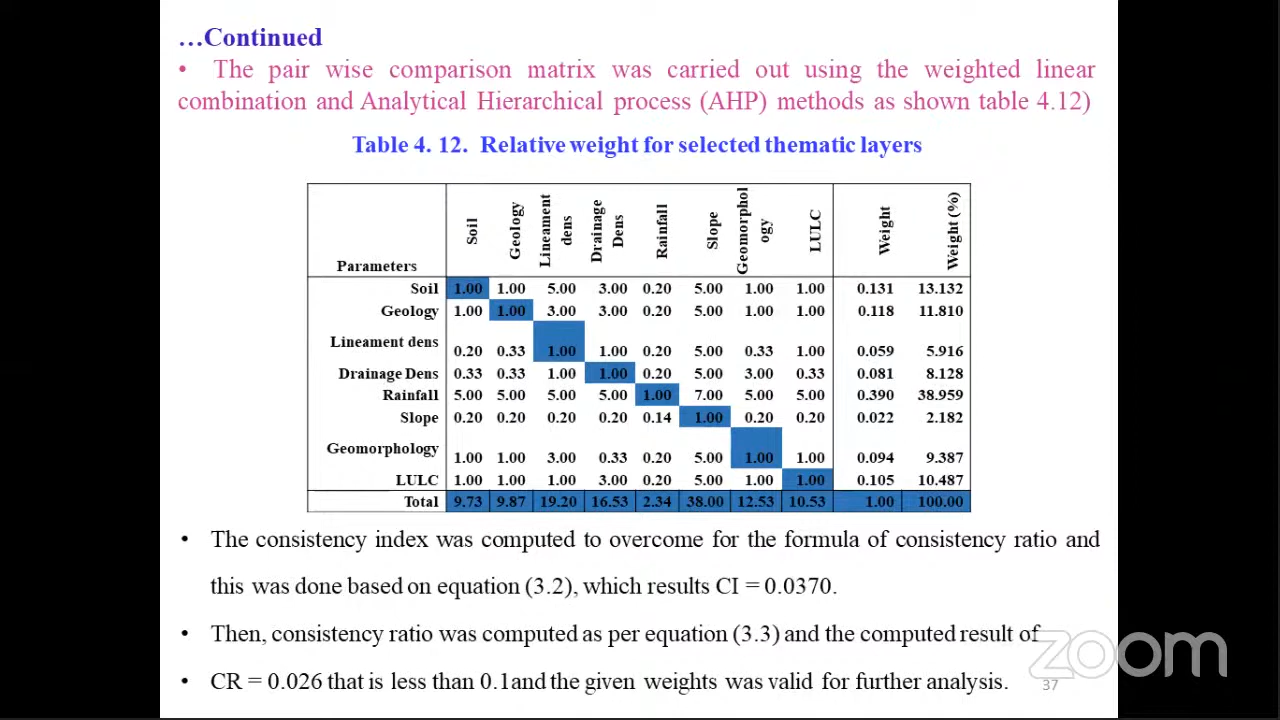 …Continued
• The pair wise comparison matrix was carried out using the weighted linear
combination and Analytical Hierarchical process (AHP) methods as shown table 4.12)
Table 4. 12. Relative weight for selected thematic layers
Parameters Soil Geology Lineament dens Drainage Dens Rainfall Slope Geomorphol ogy LULC Weight Weight (%)
Soil 1.00 1.00 5.00 3.00 0.20 5.00 1.00 1.00 0.131 13.132
Geology 1.00 1.00 3.00 3.00 0.20 5.00 1.00 1.00 0.118 11.810
Lineament dens 0.20 0.33 1.00 1.00 0.20 5.00 0.33 1.00 0.059 5.916
Drainage Dens 0.33 0.33 1.00 1.00 0.20 5.00 3.00 0.33 0.081 8.128
Rainfall 5.00 5.00 5.00 5.00 1.00 7.00 5.00 5.00 0.390 38.959
Slope 0.20 0.20 0.20 0.20 0.14 1.00 0.20 0.20 0.022 2.182
Geomorphology 1.00 1.00 3.00 0.33 0.20 5.00 1.00 1.00 0.094 9.387
LULC 1.00 1.00 1.00 3.00 0.20 5.00 1.00 1.00 0.105 10.487
Total 9.73 9.87 19.20 16.53 2.34 38.00 12.53 10.53 1.00 100.00
• The consistency index was computed to overcome for the formula of consistency ratio and
this was done based on equation (3.2), which results CI = 0.0370.
• Then, consistency ratio was computed as per equation (3.3) and the computed result of
• CR = 0.026 that is less than 0.1and the given weights was valid for further analysis.
37
zoom